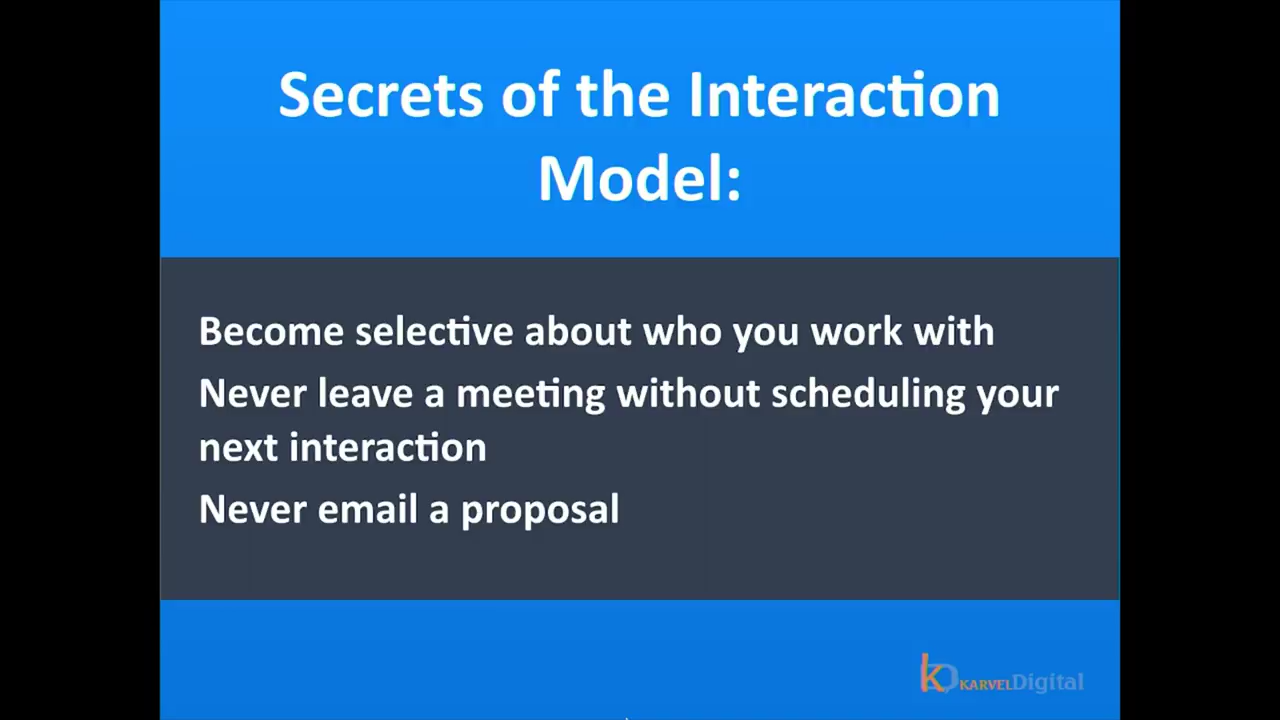 Secrets of the Interaction
Model:
Become selective about who you work with
Never leave a meeting without scheduling your
next interaction
Never email a proposal
KARVELDigital